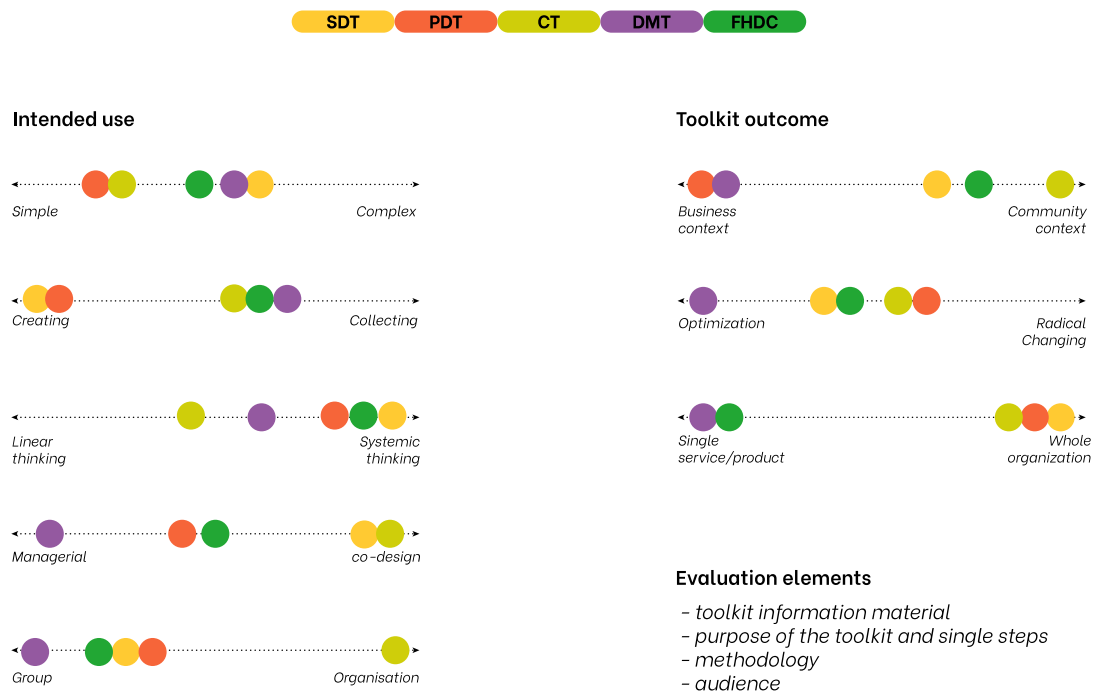 SDT PDT CT DMT FHDC
Intended use
Simple Complex
Creating Collecting
Linear
thinking
Systemic
thinking
Managerial co-design
Group Organisation
Toolkit outcome
Business
context
Community
context
Optimization
Radical
Changing
Single
service/product
Whole
organization
Evaluation elements
- toolkit information material
- purpose of the toolkit and single steps
- methodology
- audience